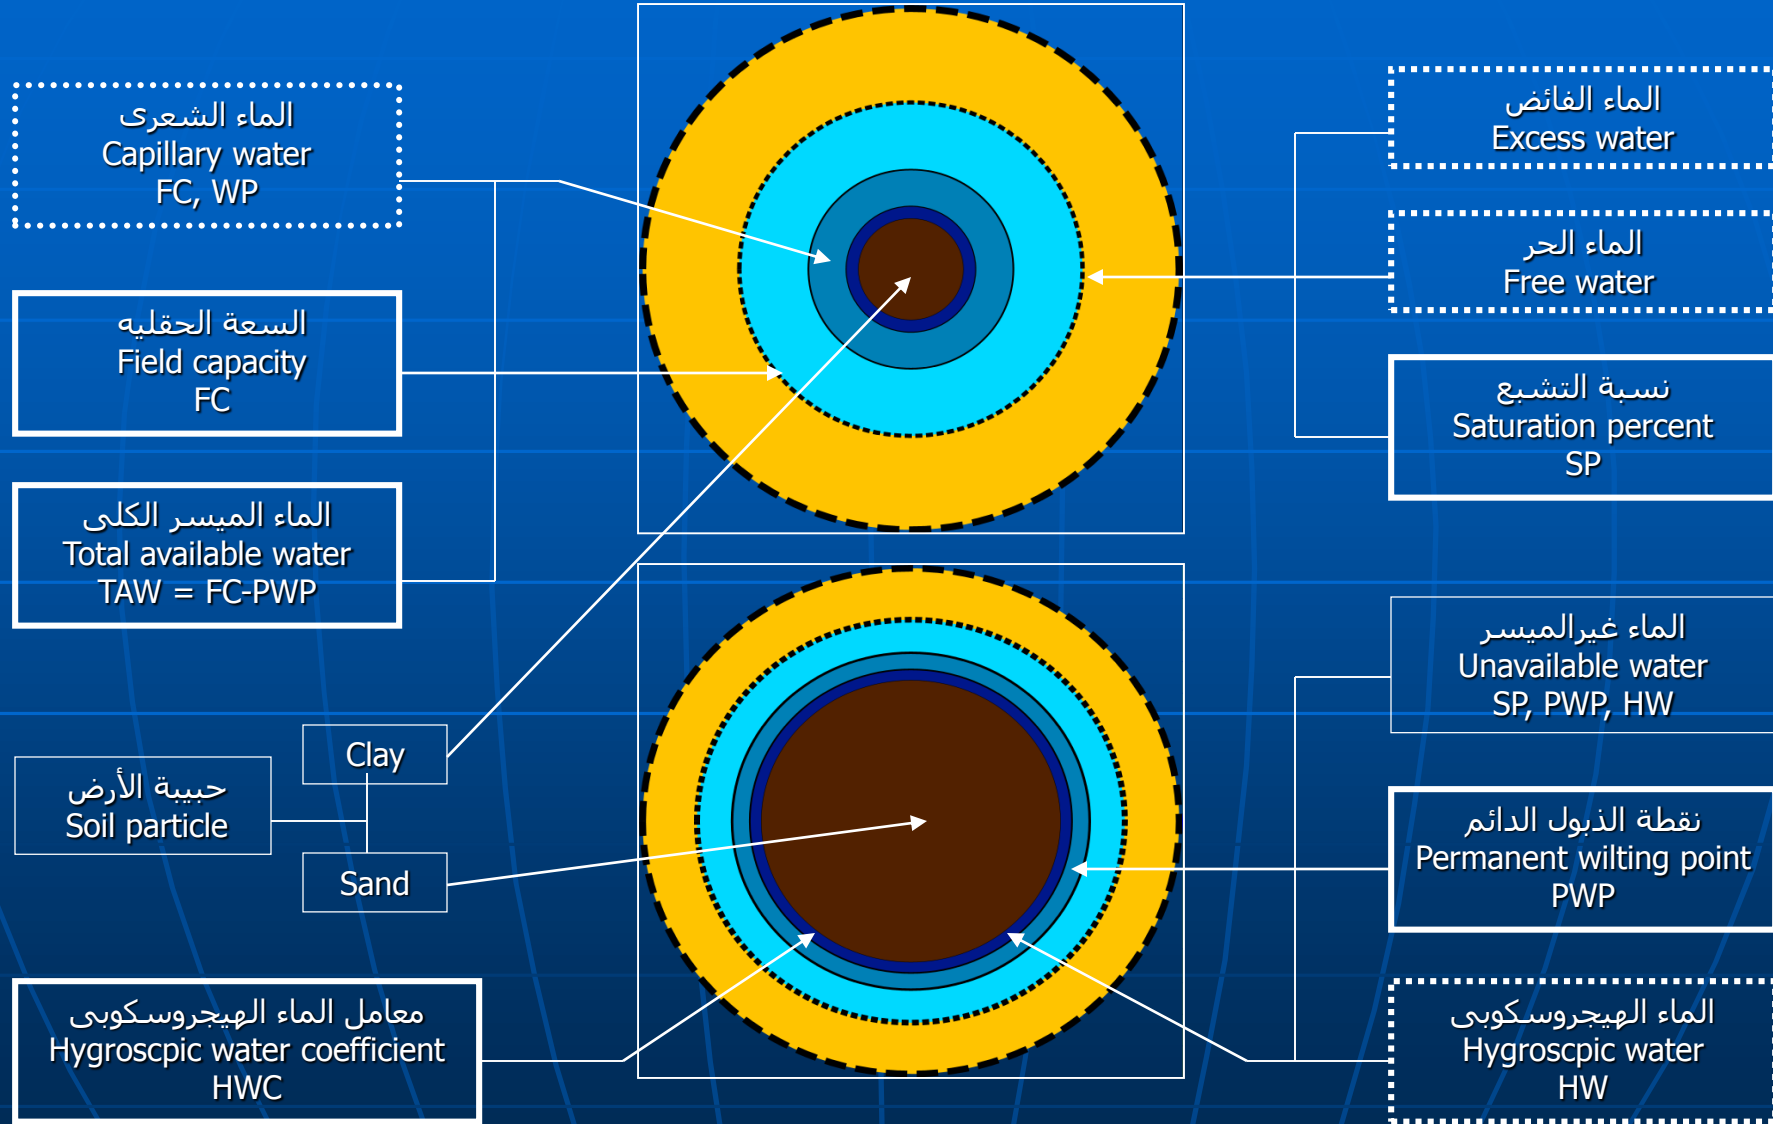 الماء الشعرى
Capillary water
FC, WP
السعة الحقليه
Field capacity
FC
الماء الميسر الكلى
Total available water
TAW = FC-PWP
Clay
حبيبة الأرض
Soil particle
Sand
معامل الماء الهيجروسكوبى
Hygroscpic water coefficient
HWC
الماء الفائض
Excess water
الماء الحر
Free water
نسبة التشبع
Saturation percent
SP
الماء غيرالميسر
Unavailable water
SP, PWP, HW
نقطة الذبول الدائم
Permanent wilting point
PWP
الماء الهيجروسكوبى
Hygroscpic water
HW